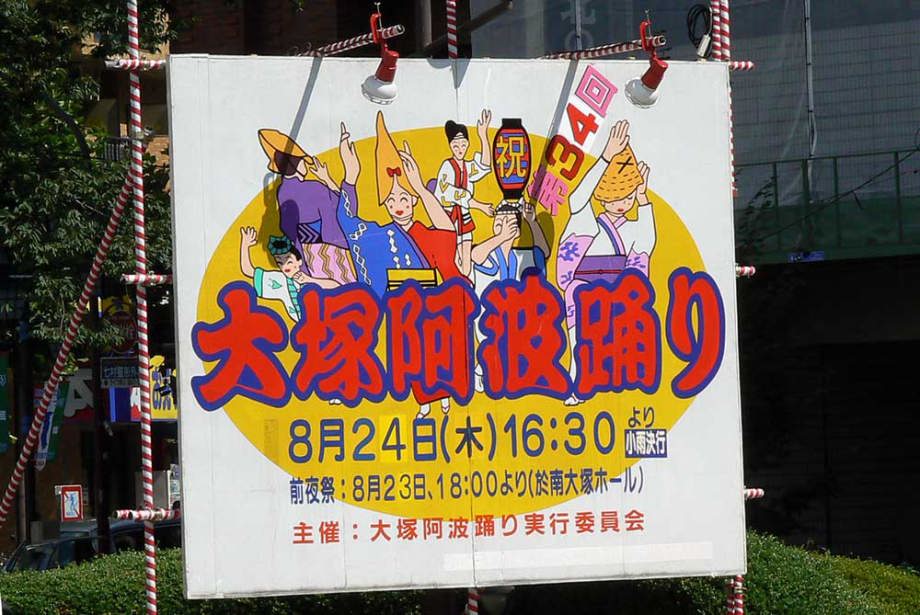 祝
第34回
大塚阿波踊り
8月24日(木)16:30より
小雨決行
前夜祭：8月23日、18:00より(於南大塚ホール)
主催：大塚阿波踊り実行委員会